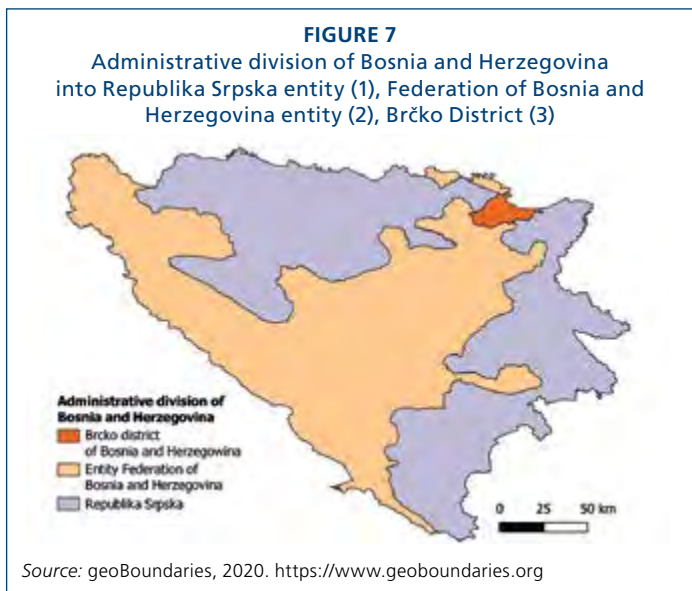 FIGURE 7
Administrative division of Bosnia and Herzegovina
into Republika Srpska entity (1), Federation of Bosnia and
Herzegovina entity (2), Brčko District (3)
Administrative division of
Bosnia and Herzegovina
Brcko district
of Bosnia and Herzegowina
Entity Federation of
Bosnia and Herzegovina
Republika Srpska
0 25 50 km
Source: geoBoundaries, 2020. https://www.geoboundaries.org